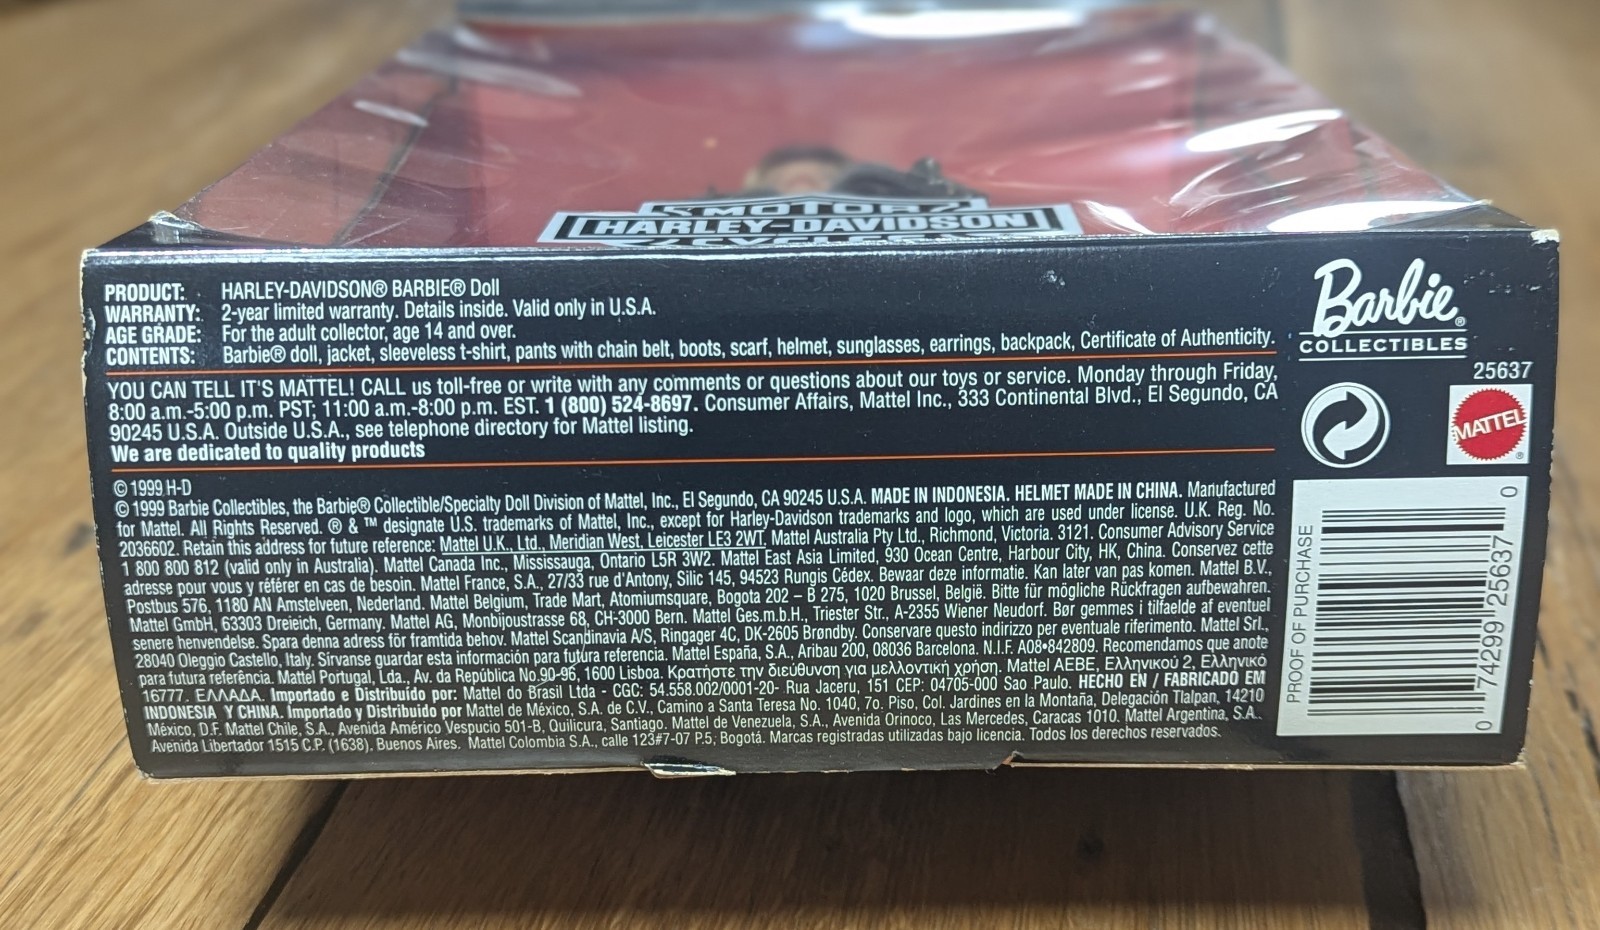 MOTOR
HARLEY-DAVIDSON
CYCLES
PRODUCT: HARLEY-DAVIDSON® BARBIE® Doll
WARRANTY: 2-year limited warranty. Details inside. Valid only in U.S.A.
AGE GRADE: For the adult collector, age 14 and over.
CONTENTS: Barbie® doll, jacket, sleeveless t-shirt, pants with chain belt, boots, scarf, helmet, sunglasses, earrings, backpack, Certificate of Authenticity.
YOU CAN TELL IT'S MATTEL! CALL us toll-free or write with any comments or questions about our toys or service. Monday through Friday,
8:00 a.m.-5:00 p.m. PST; 11:00 a.m.-8:00 p.m. EST. 1 (800) 524-8697. Consumer Affairs, Mattel Inc., 333 Continental Blvd., El Segundo, CA
90245 U.S.A. Outside U.S.A., see telephone directory for Mattel listing.
We are dedicated to quality products
© 1999 H-D
© 1999 Barbie Collectibles, the Barbie® Collectible/Specialty Doll Division of Mattel, Inc., El Segundo, CA 90245 U.S.A. MADE IN INDONESIA. HELMET MADE IN CHINA. Manufactured
for Mattel. All Rights Reserved. ® & ™ designate U.S. trademarks of Mattel, Inc., except for Harley-Davidson trademarks and logo, which are used under license. U.K. Reg. No.
2036602. Retain this address for future reference: Mattel U.K., Ltd., Meridian West, Leicester LE3 2WT. Mattel Australia Pty Ltd., Richmond, Victoria. 3121. Consumer Advisory Service
1 800 800 812 (valid only in Australia). Mattel Canada Inc., Mississauga, Ontario L5R 3W2. Mattel East Asia Limited, 930 Ocean Centre, Harbour City, HK, China. Conservez cette
adresse pour vous y référer en cas de besoin. Mattel France, S.A., 27/33 rue d'Antony, Silic 145, 94523 Rungis Cédex. Bewaar deze informatie. Kan later van pas komen. Mattel B.V.,
Postbus 576, 1180 AN Amstelveen, Nederland. Mattel Belgium, Trade Mart, Atomiumsquare, Bogota 202 – B 275, 1020 Brussel, België. Bitte für mögliche Rückfragen aufbewahren.
Mattel GmbH, 63303 Dreieich, Germany. Mattel AG, Monbijoustrasse 68, CH-3000 Bern. Mattel Ges.m.b.H., Triester Str., A-2355 Wiener Neudorf. Bør gemmes i tilfaelde af eventuel
senere henvendelse. Spara denna adress för framtida behov. Mattel Scandinavia A/S, Ringager 4C, DK-2605 Brøndby. Conservare questo indirizzo per eventuale riferimento. Mattel Srl.,
28040 Oleggio Castello, Italy. Sírvanse guardar esta información para futura referencia. Mattel España, S.A., Aribau 200, 08036 Barcelona. N.I.F. A08•842809. Recomendamos que anote
para futura referência. Mattel Portugal, Lda., Av. da República No.90-96, 1600 Lisboa. Κρατήστε την διεύθυνση για μελλοντική χρήση. Mattel AEBE, Ελληνικού 2, Ελληνικό
16777. ΕΛΛΑΔΑ. Importado e Distribuído por: Mattel do Brasil Ltda - CGC: 54.558.002/0001-20- Rua Jaceru, 151 CEP: 04705-000 Sao Paulo. HECHO EN / FABRICADO EM
INDONESIA Y CHINA. Importado y Distribuido por Mattel de México, S.A. de C.V., Camino a Santa Teresa No. 1040, 7o. Piso, Col. Jardines en la Montaña, Delegación Tlalpan, 14210
México, D.F. Mattel Chile, S.A., Avenida Américo Vespucio 501-B, Quilicura, Santiago. Mattel de Venezuela, S.A., Avenida Orinoco, Las Mercedes, Caracas 1010. Mattel Argentina, S.A..
Avenida Libertador 1515 C.P. (1638). Buenos Aires. Mattel Colombia S.A., calle 123#7-07 P.5; Bogotá. Marcas registradas utilizadas bajo licencia. Todos los derechos reservados.
Barbie®
COLLECTIBLES
25637
MATTEL®
PROOF OF PURCHASE
0 74299 25637 0